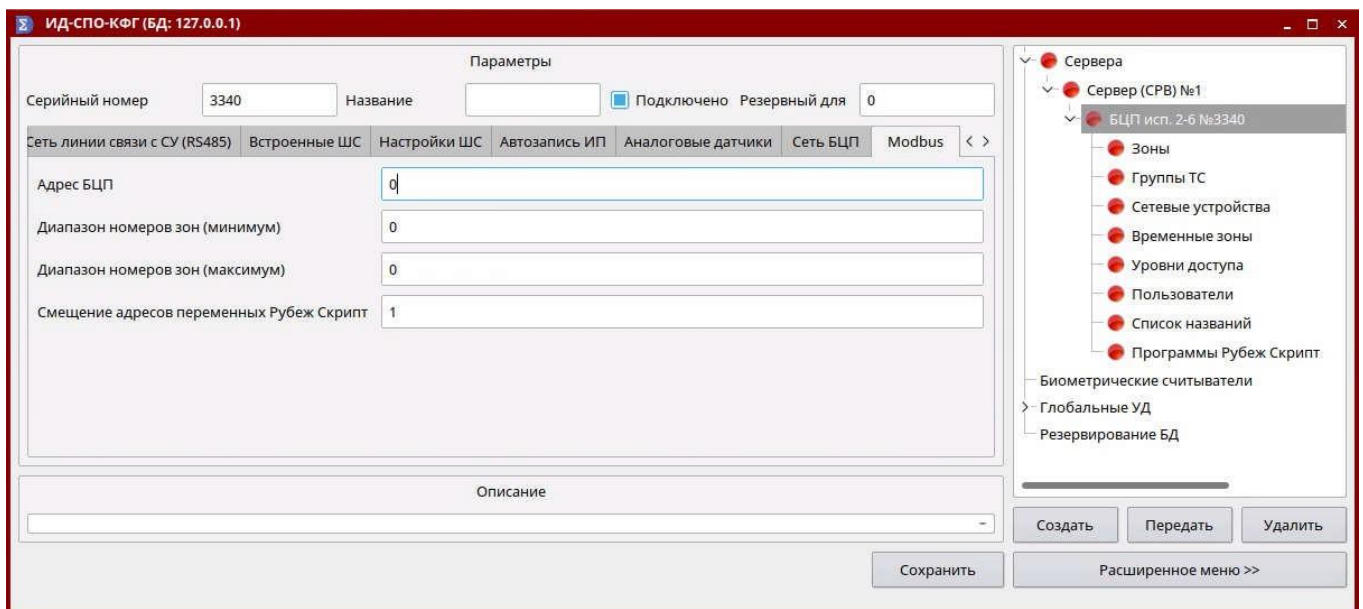 ИД-СПО-КФГ (БД: 127.0.0.1)
Параметры
Серийный номер 3340 Название Подключено Резервный для 0
Сеть линии связи с СУ (RS485) Встроенные ШС Настройки ШС Автозапись ИП Аналоговые датчики Сеть БЦП Modbus
Адрес БЦП 0
Диапазон номеров зон (минимум) 0
Диапазон номеров зон (максимум) 0
Смещение адресов переменных Рубеж Скрипт 1
Описание
Сохранить
Сервера
Сервер (СРВ) №1
БЦП исп. 2-6 №3340
Зоны
Группы ТС
Сетевые устройства
Временные зоны
Уровни доступа
Пользователи
Список названий
Программы Рубеж Скрипт
Биометрические считыватели
Глобальные УД
Резервирование БД
Создать Передать Удалить
Расширенное меню >>